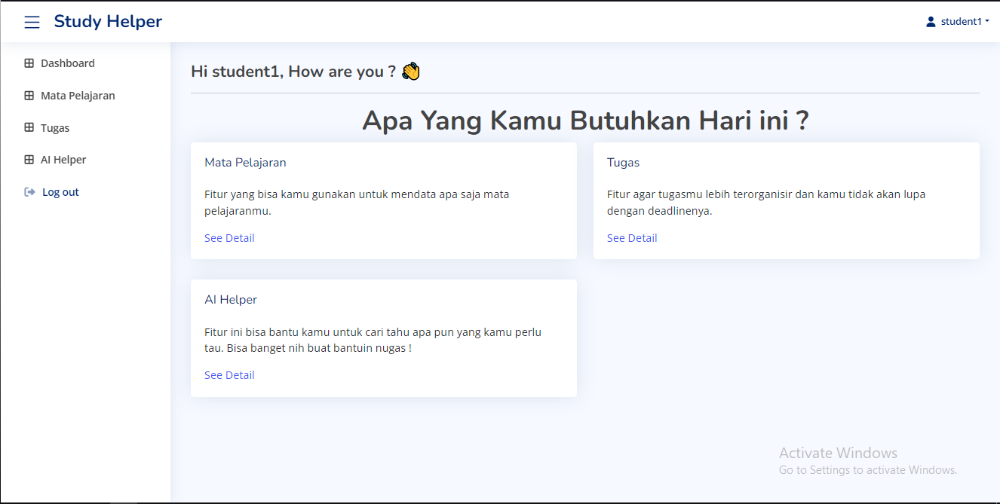 Study Helper
student1
Dashboard
Mata Pelajaran
Tugas
AI Helper
Log out
Hi student1, How are you ? 👋
Apa Yang Kamu Butuhkan Hari ini ?
Mata Pelajaran
Fitur yang bisa kamu gunakan untuk mendata apa saja mata
pelajaranmu.
See Detail
Tugas
Fitur agar tugasmu lebih terorganisir dan kamu tidak akan lupa
dengan deadlinenya.
See Detail
AI Helper
Fitur ini bisa bantu kamu untuk cari tahu apa pun yang kamu perlu
tau. Bisa banget nih buat bantuin nugas !
See Detail
Activate Windows
Go to Settings to activate Windows.